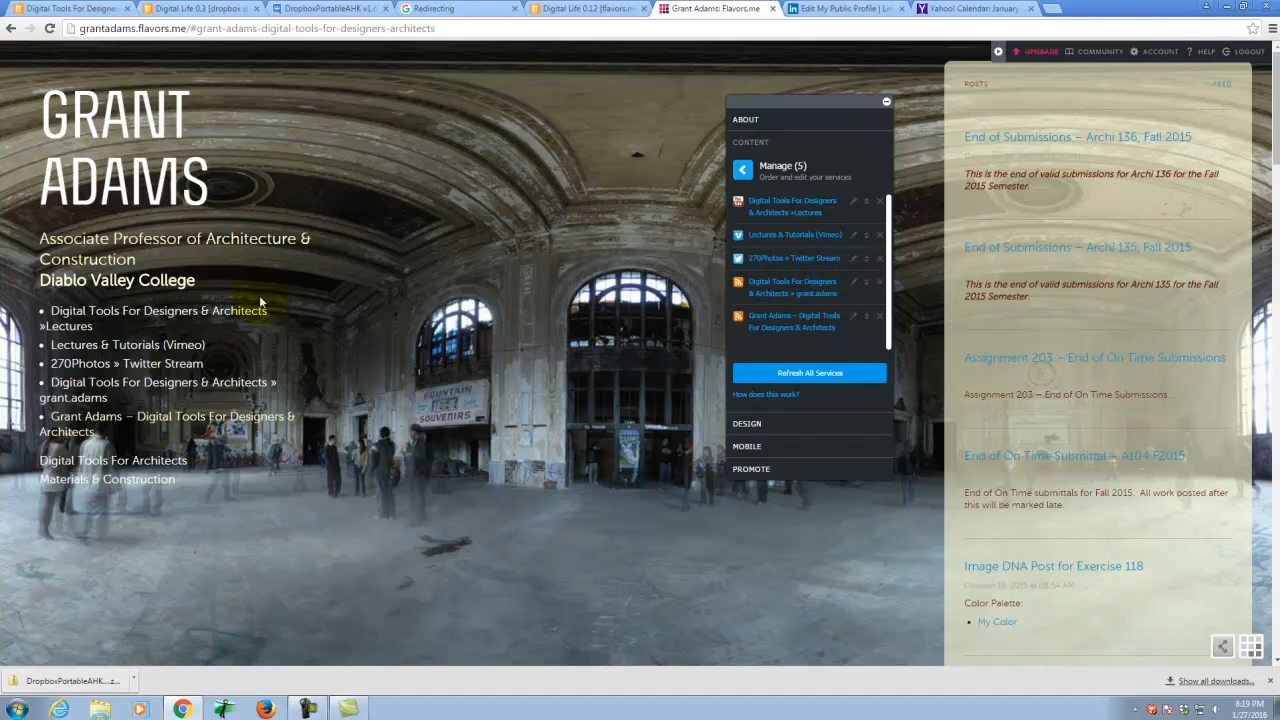 Digital Tools For Designe
Digital Life 0.3 [dropbox p
DropboxPortableAHK v1.6
Redirecting
Digital Life 0.12 [flavors.m
Grant Adams: Flavors.me
Edit My Public Profile | Lin
Yahoo! Calendar: January
grantadams.flavors.me/#grant-adams-digital-tools-for-designers-architects
UPGRADE
COMMUNITY
ACCOUNT
? HELP
LOGOUT
GRANT
ADAMS
Associate Professor of Architecture &
Construction
Diablo Valley College
• Digital Tools For Designers & Architects
»Lectures
• Lectures & Tutorials (Vimeo)
• 270Photos » Twitter Stream
• Digital Tools For Designers & Architects »
grant.adams
• Grant Adams – Digital Tools For Designers &
Architects
Digital Tools For Architects
Materials & Construction
FOUNTAIN
SOUVENIRS
ABOUT
CONTENT
Manage (5)
Order and edit your services
Digital Tools For Designers
& Architects »Lectures
Lectures & Tutorials (Vimeo)
270Photos » Twitter Stream
Digital Tools For Designers
& Architects » grant.adams
Grant Adams – Digital Tools
For Designers & Architects
Refresh All Services
How does this work?
DESIGN
MOBILE
PROMOTE
POSTS
FEED
End of Submissions – Archi 136, Fall 2015
This is the end of valid submissions for Archi 136 for the Fall
2015 Semester.
End of Submissions – Archi 135, Fall 2015
This is the end of valid submissions for Archi 135 for the Fall
2015 Semester.
Assignment 203 – End of On Time Submissions
Assignment 203 – End of On Time Submissions...
End of On Time Submittal – A104 F2015
End of On Time submittals for Fall 2015. All work posted after
this will be marked late.
Image DNA Post for Exercise 118
October 19, 2015 at 08:54 AM
Color Palette:
▪ My Color
DropboxPortableAHK....z...
Show all downloads...
8:19 PM
1/27/2016